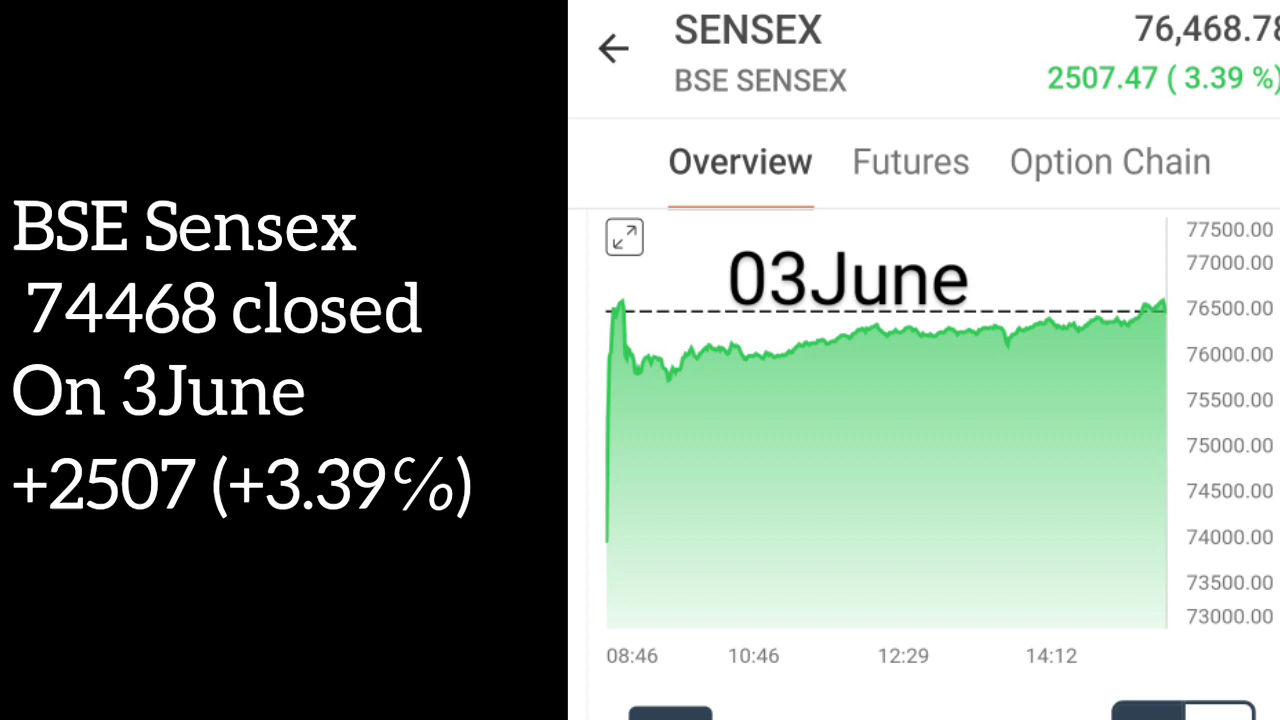 BSE Sensex
74468 closed
On 3June
+2507 (+3.39℅)
SENSEX
76,468.78
BSE SENSEX
2507.47 ( 3.39 %)
Overview Futures Option Chain
03June
77500.00
77000.00
76500.00
76000.00
75500.00
75000.00
74500.00
74000.00
73500.00
73000.00
08:46 10:46 12:29 14:12